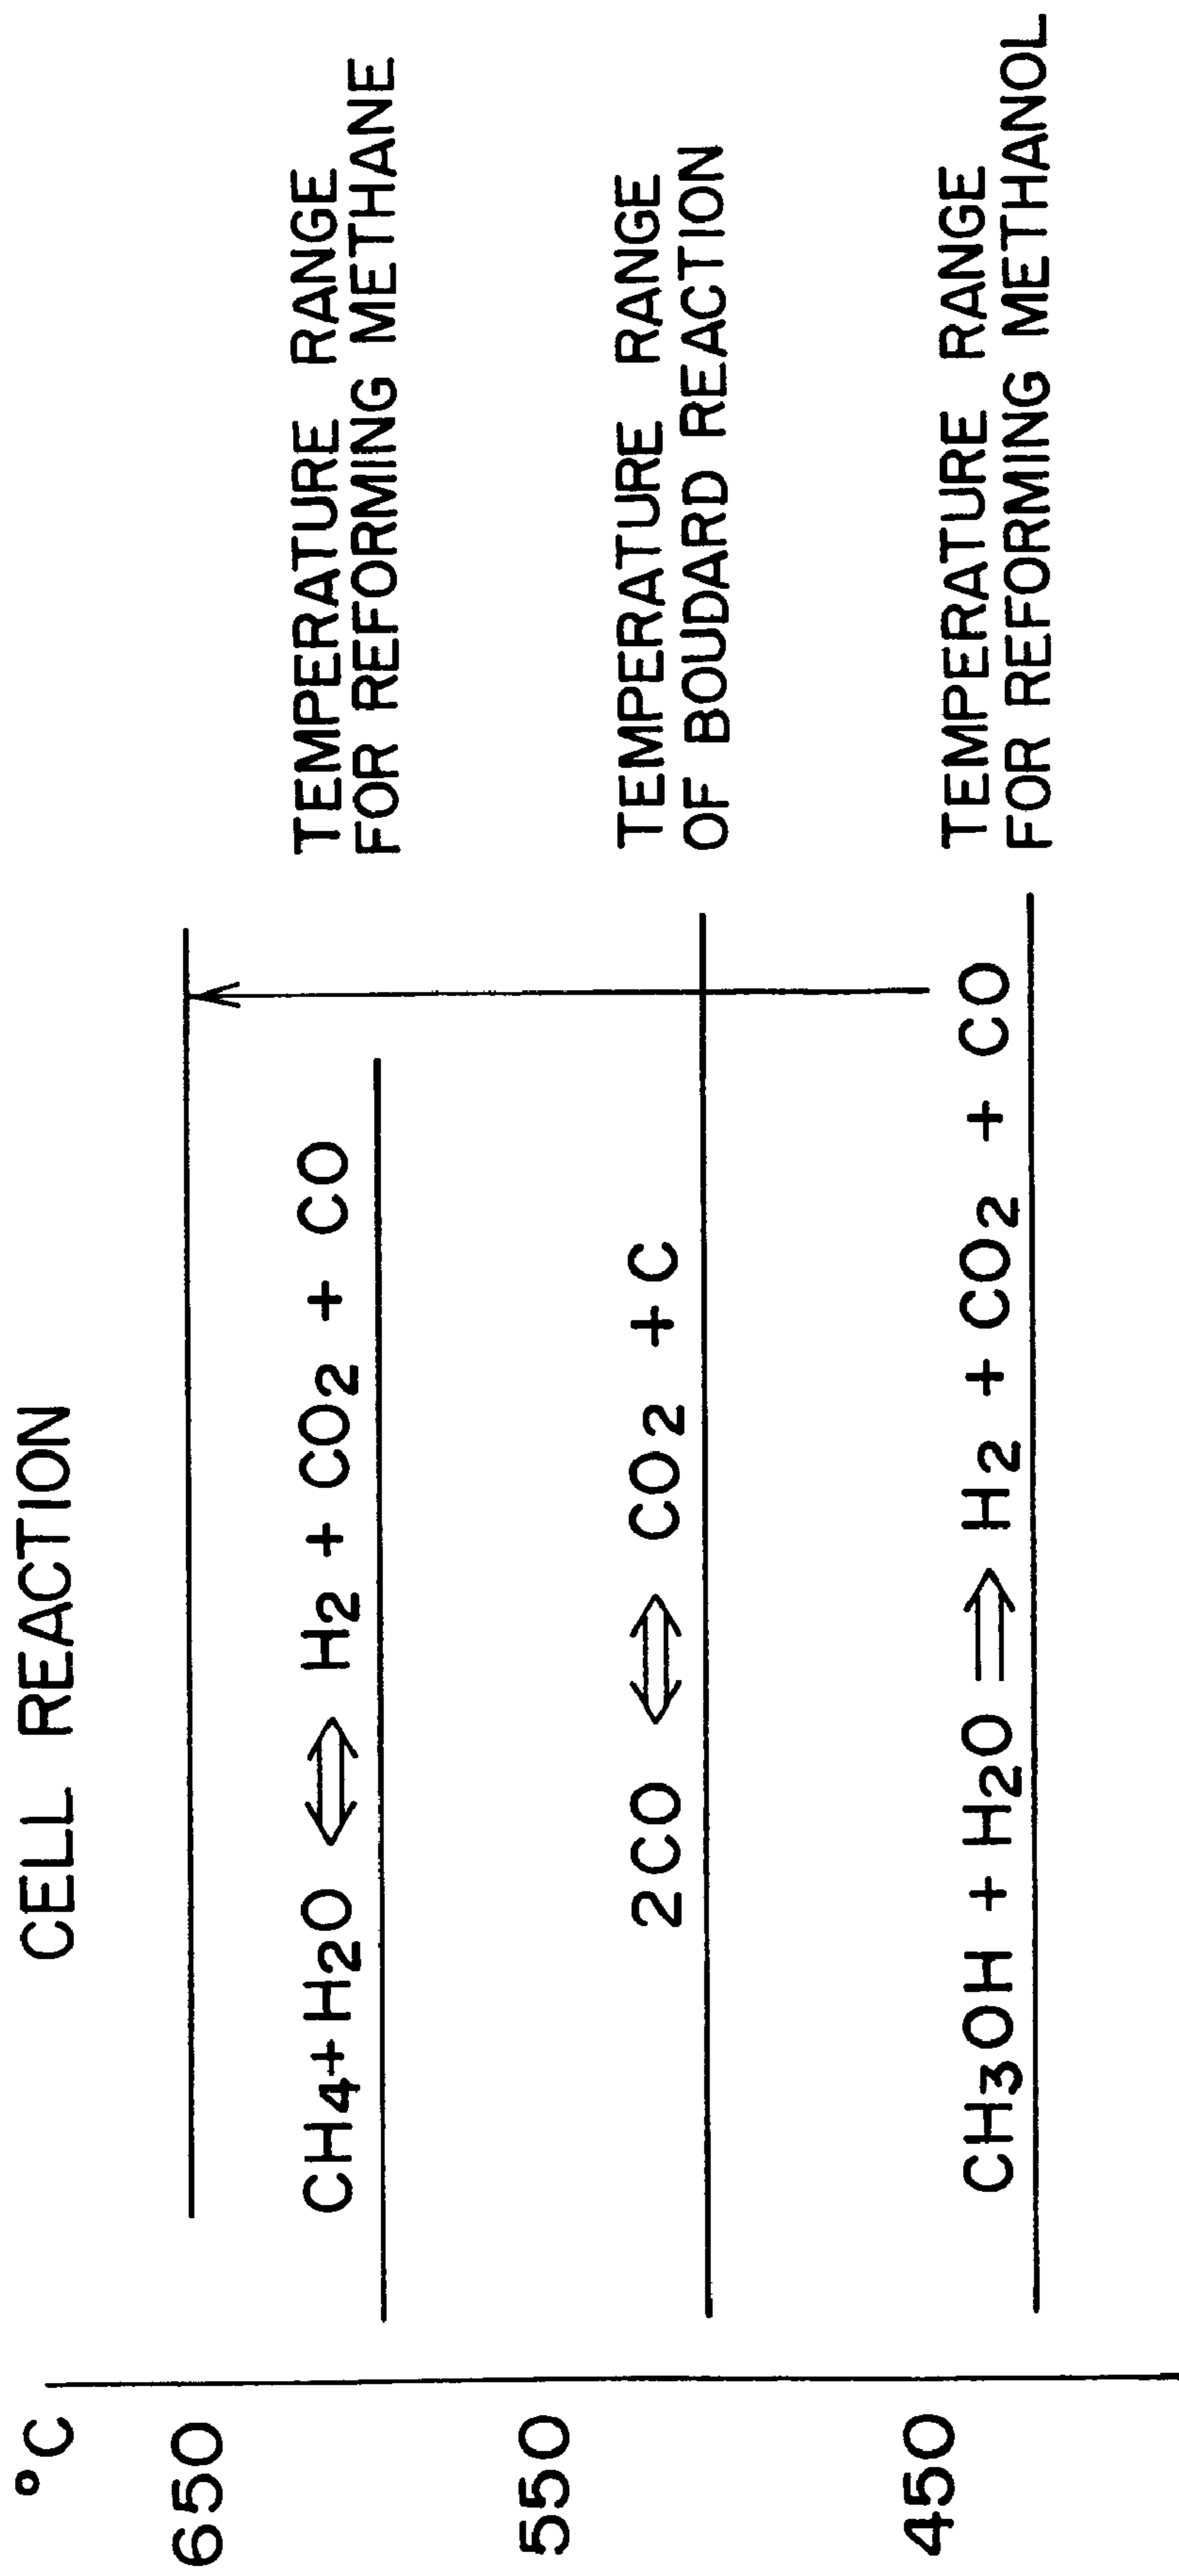 CELL REACTION
°C
650
CH4+H2O ⇔ H2 + CO2 + CO
TEMPERATURE RANGE
FOR REFORMING METHANE
550
2CO ⇔ CO2 + C
TEMPERATURE RANGE
OF BOUDARD REACTION
450
CH3OH + H2O ⇒ H2 + CO2 + CO
TEMPERATURE RANGE
FOR REFORMING METHANOL